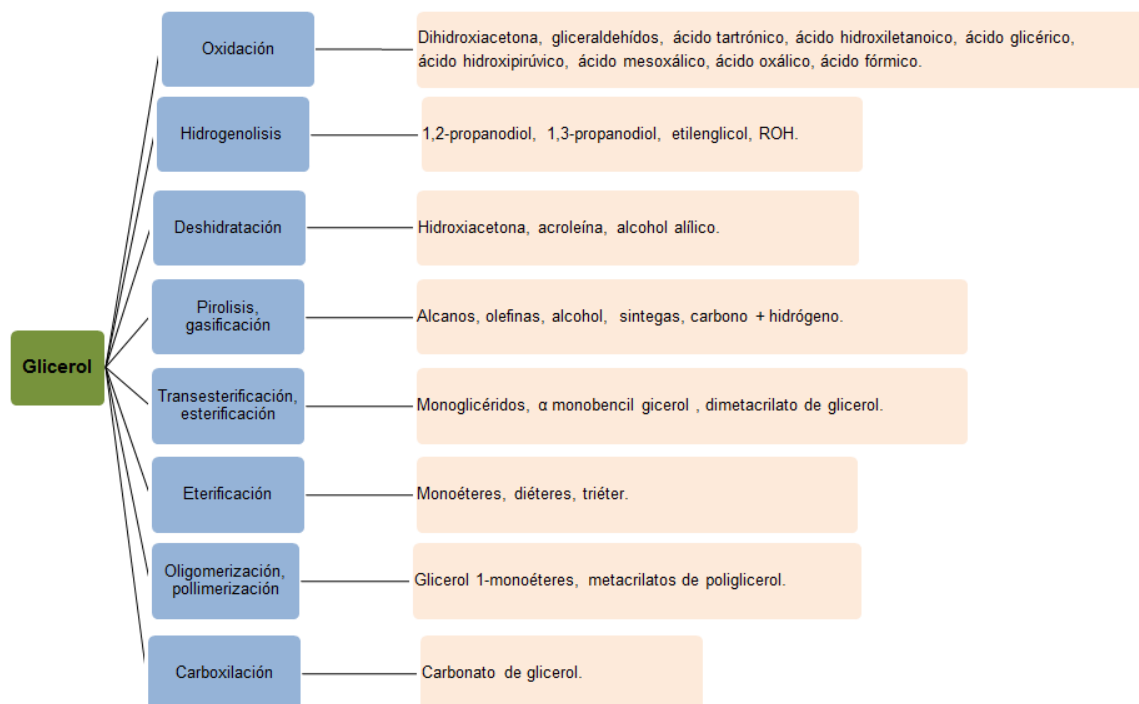 Oxidación
Dihidroxiacetona, gliceraldehídos, ácido tartrónico, ácido hidroxiletanoico, ácido glicérico,
ácido hidroxipirúvico, ácido mesoxálico, ácido oxálico, ácido fórmico.
Hidrogenolisis
1,2-propanodiol, 1,3-propanodiol, etilenglicol, ROH.
Deshidratación
Hidroxiacetona, acroleína, alcohol alílico.
Pirolisis,
gasificación
Alcanos, olefinas, alcohol, sintegas, carbono + hidrógeno.
Glicerol
Transesterificación,
esterificación
Monoglicéridos, α monobencil gicerol , dimetacrilato de glicerol.
Eterificación
Monoéteres, diéteres, triéter.
Oligomerización,
pollimerización
Glicerol 1-monoéteres, metacrilatos de poliglicerol.
Carboxilación
Carbonato de glicerol.